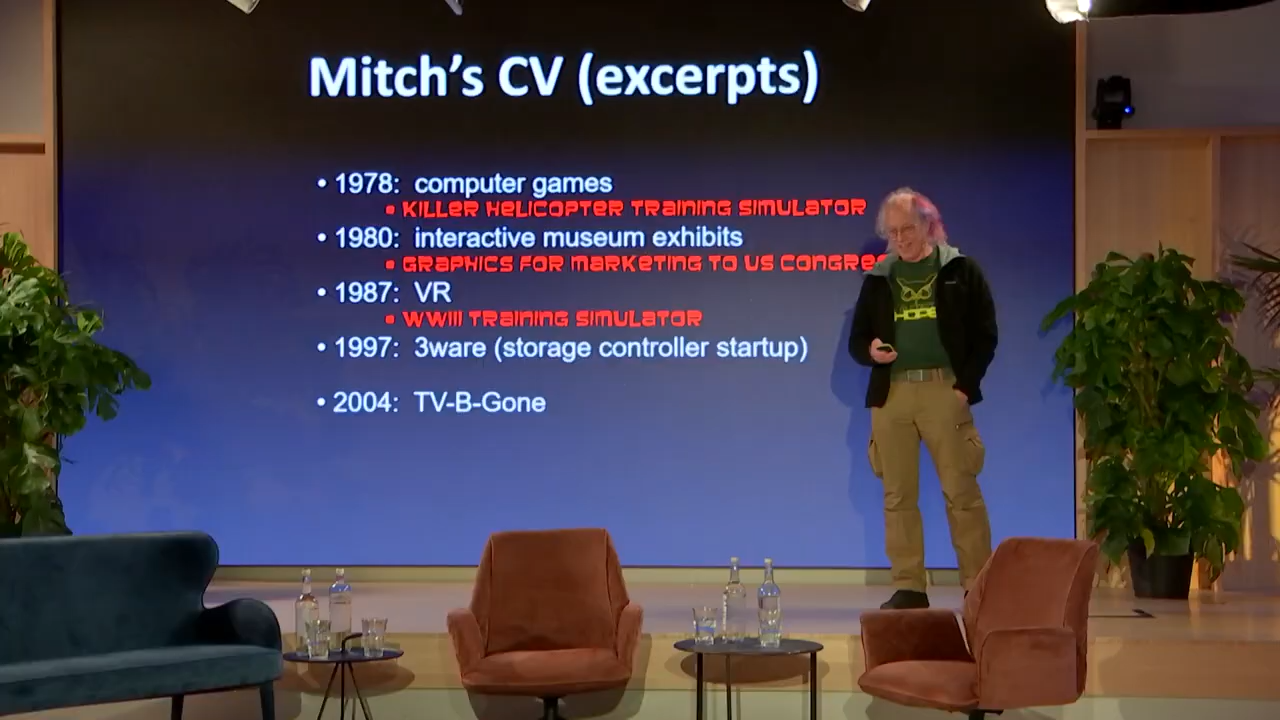 Mitch's CV (excerpts)
• 1978: computer games
• KILLER HELICOPTER TRAINING SIMULATOR
• 1980: interactive museum exhibits
• GRAPHICS FOR MARKETING TO US CONGRE
• 1987: VR
• WWIII TRAINING SIMULATOR
• 1997: 3ware (storage controller startup)
• 2004: TV-B-Gone
HOPE